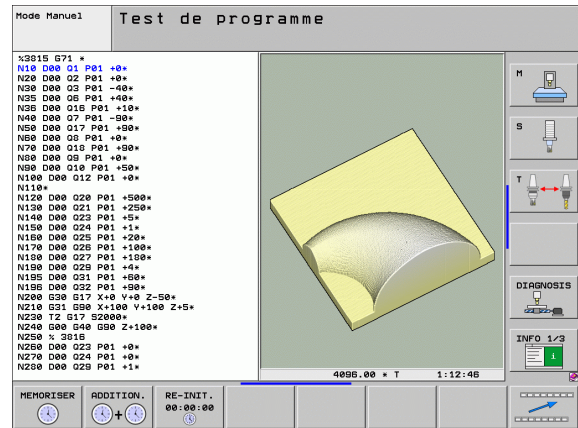 Mode Manuel
Test de programme
%3815 G71 *
N10 D00 Q1 P01 +0*
N20 D00 Q2 P01 +0*
N30 D00 Q3 P01 -40*
N35 D00 Q6 P01 +40*
N36 D00 Q16 P01 +10*
N40 D00 Q7 P01 -90*
N50 D00 Q17 P01 +90*
N60 D00 Q8 P01 +0*
N70 D00 Q18 P01 +90*
N80 D00 Q9 P01 +0*
N90 D00 Q10 P01 +50*
N100 D00 Q12 P01 +0*
N110*
N120 D00 Q20 P01 +500*
N130 D00 Q21 P01 +250*
N140 D00 Q23 P01 +5*
N150 D00 Q24 P01 +1*
N160 D00 Q25 P01 +20*
N170 D00 Q26 P01 +100*
N180 D00 Q27 P01 +180*
N190 D00 Q29 P01 +4*
N195 D00 Q31 P01 +60*
N196 D00 Q32 P01 +90*
N200 G30 G17 X+0 Y+0 Z-50*
N210 G31 G90 X+100 Y+100 Z+5*
N230 T2 G17 S2000*
N240 G00 G40 G90 Z+100*
N250 % 3816
N260 D00 Q23 P01 +0*
N270 D00 Q24 P01 +0*
N280 D00 Q29 P01 +1*
4096.00 * T 1:12:46
M
S
T
DIAGNOSIS
INFO 1/3
i
MEMORISER
ADDITION.
+
RE-INIT.
00:00:00